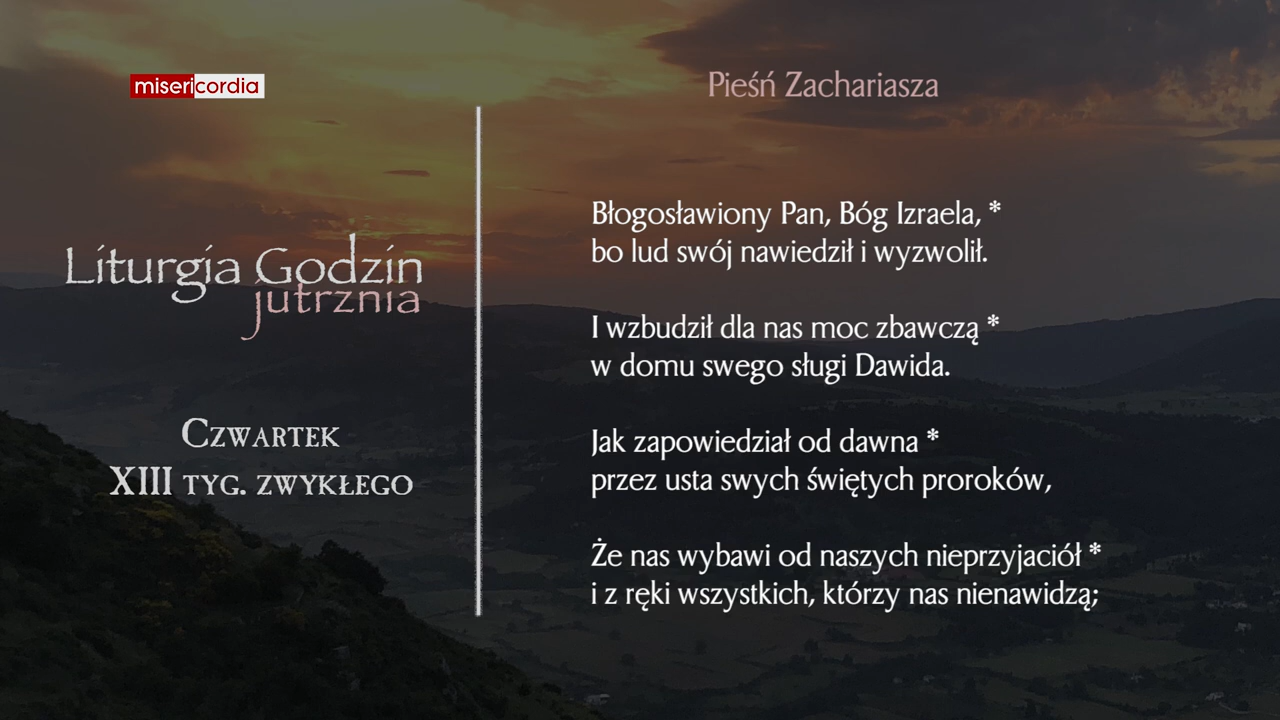 misericordia
Liturgia Godzin
jutrznia
Czwartek
XIII tyg. zwykłego
Pieśń Zachariasza
Błogosławiony Pan, Bóg Izraela, *
bo lud swój nawiedził i wyzwolił.
I wzbudził dla nas moc zbawczą *
w domu swego sługi Dawida.
Jak zapowiedział od dawna *
przez usta swych świętych proroków,
Że nas wybawi od naszych nieprzyjaciół *
i z ręki wszystkich, którzy nas nienawidzą;